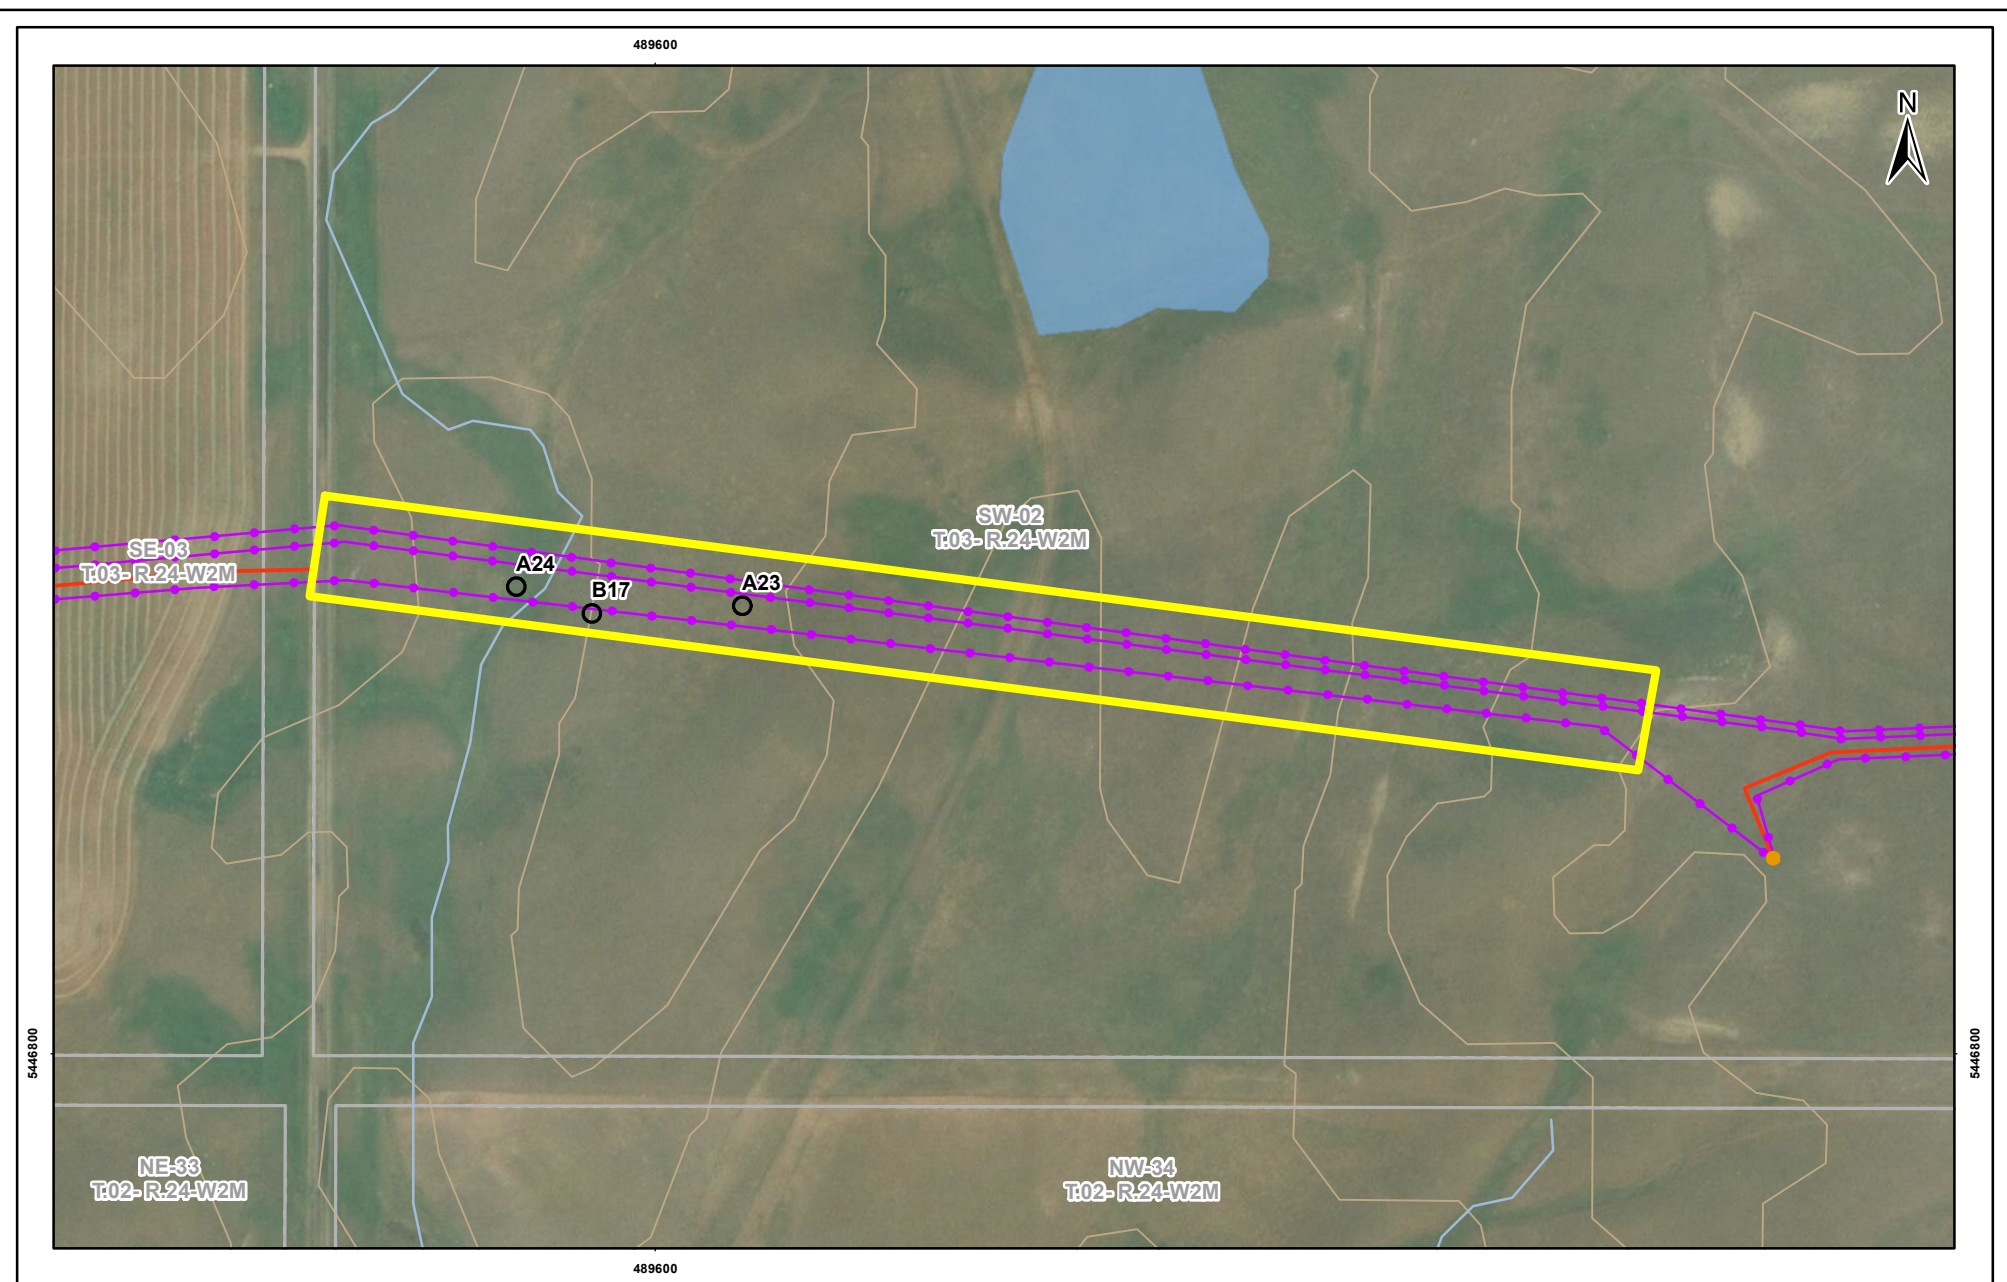 489600
N
SW-02
T.03- R.24-W2M
SE-03
T.03- R.24-W2M
A24
B17
A23
5446800
5446800
NE-33
T.02- R.24-W2M
NW-34
T.02- R.24-W2M
489600